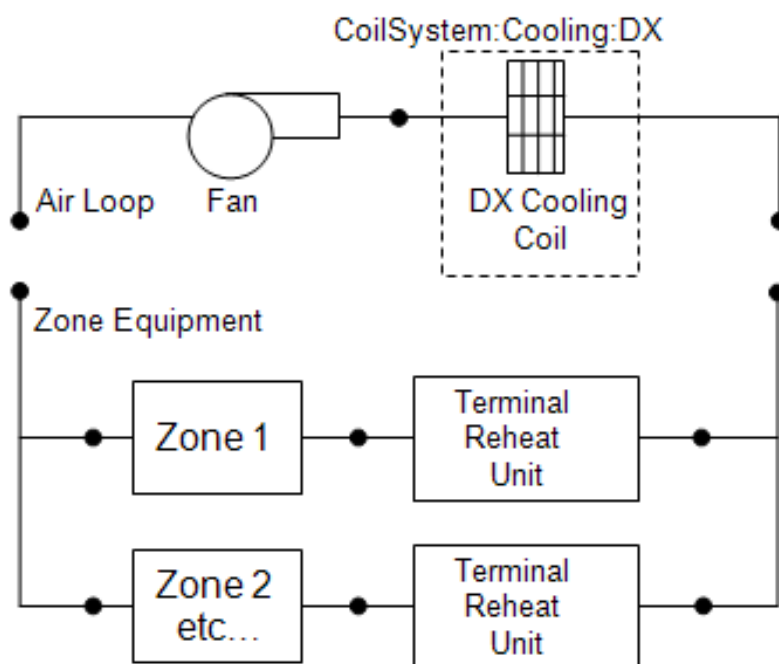 CoilSystem:Cooling:DX
Air Loop
Fan
DX Cooling
Coil
Zone Equipment
Zone 1
Terminal
Reheat
Unit
Zone 2
etc...
Terminal
Reheat
Unit